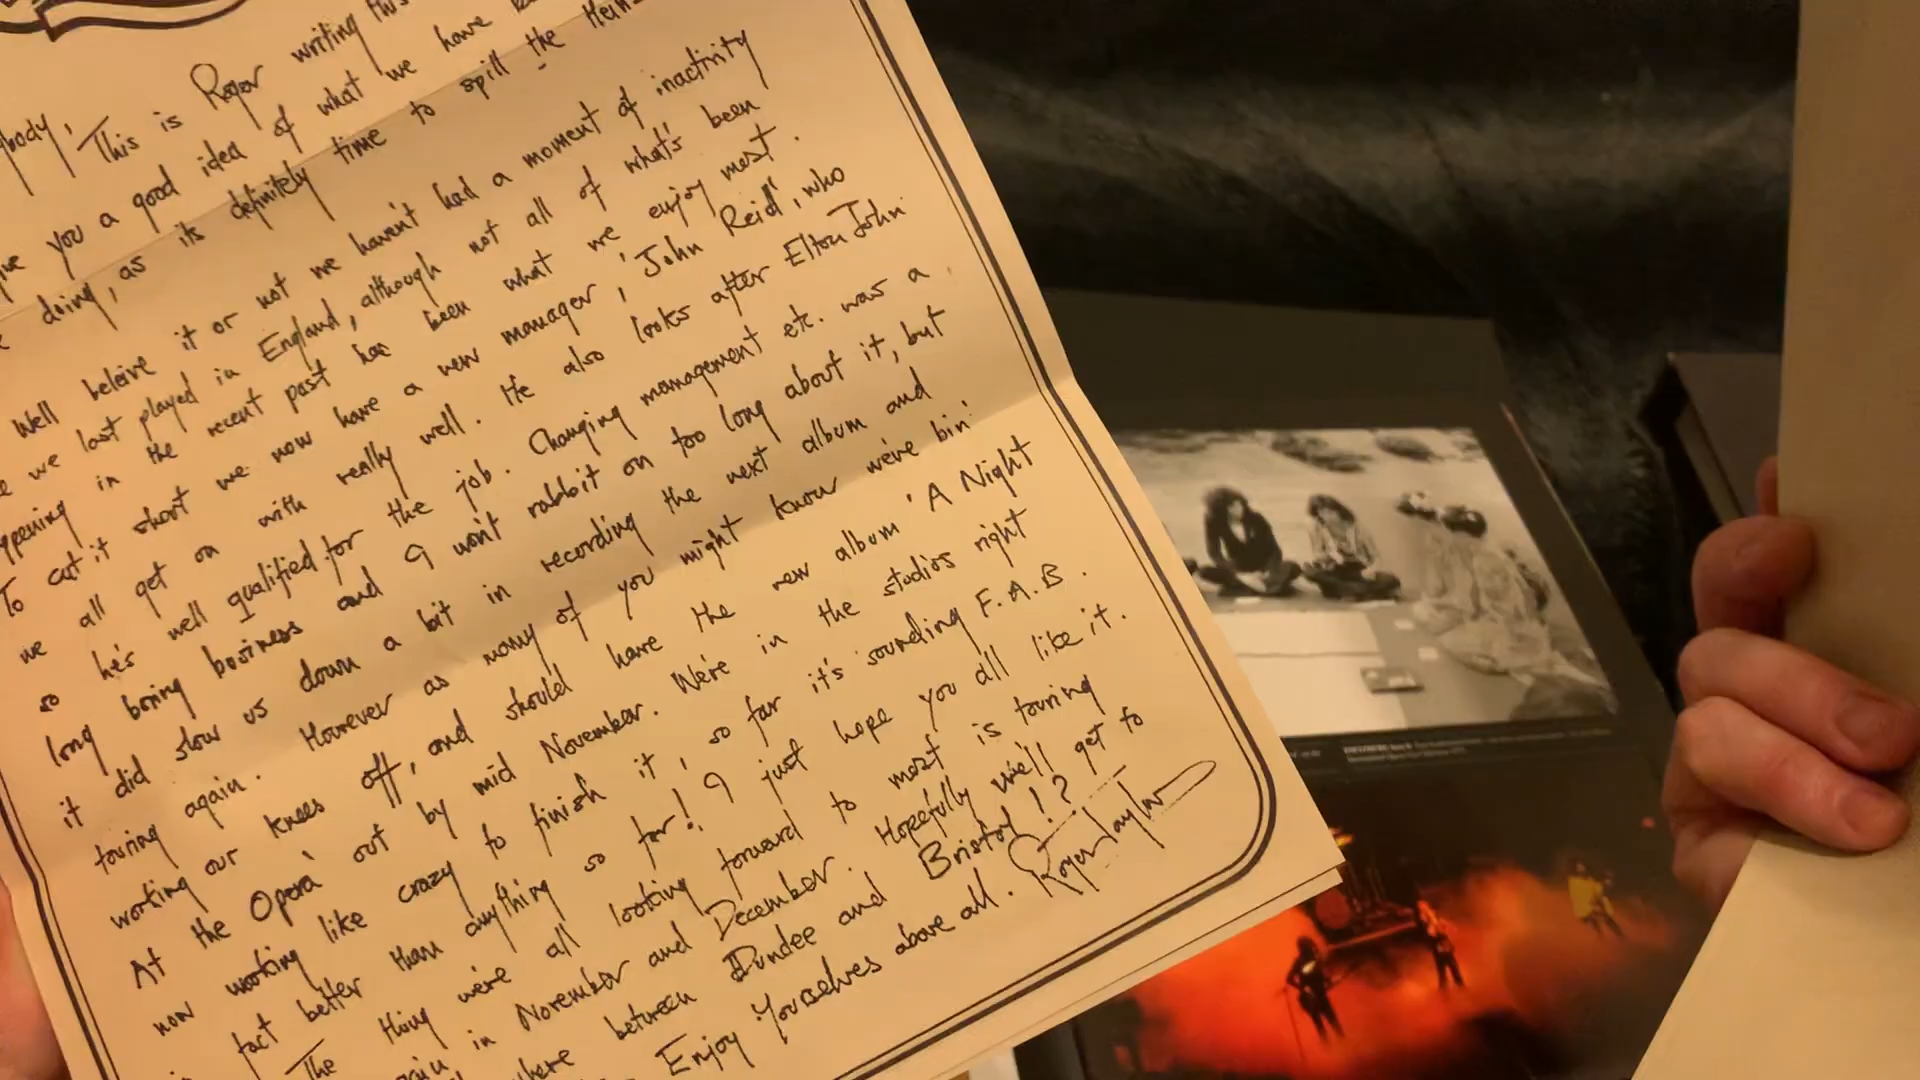 body, This is Roger writing this
you a good idea of what we have
doing, as its definitely time to spill the
Well beleive it or not we haven't had a moment of inactivity
we last played in England, although not all of what's been
in the recent past has been what we enjoy most.
To cut it short we now have a new manager, 'John Reid', who
we all get on with really well. He also looks after Elton John
so he's well qualified for the job. Changing management etc. was a
long boring business and I won't rabbit on too long about it, but
it did slow us down a bit in recording the next album and
touring again. However as many of you might know we've bin'
working our knees off, and should have the new album 'A Night
At the Opera' out by mid November. We're in the studios right
now working like crazy to finish it, so far it's sounding F.A.B.
fact better than anything so far! I just hope you all like it.
The thing we're all looking forward to most is touring
in November and December. Hopefully we'll get to
between Dundee and Bristol!?
Enjoy Yourselves above all. Roger Taylor